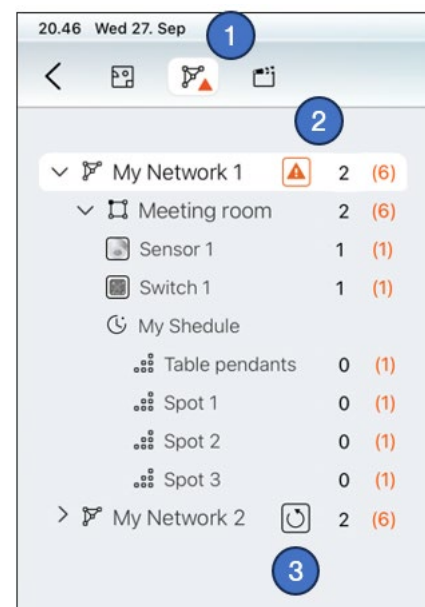 20.46 Wed 27. Sep
1
2
My Network 1 2 (6)
Meeting room 2 (6)
Sensor 1 1 (1)
Switch 1 1 (1)
My Shedule
Table pendants 0 (1)
Spot 1 0 (1)
Spot 2 0 (1)
Spot 3 0 (1)
My Network 2 2 (6)
3